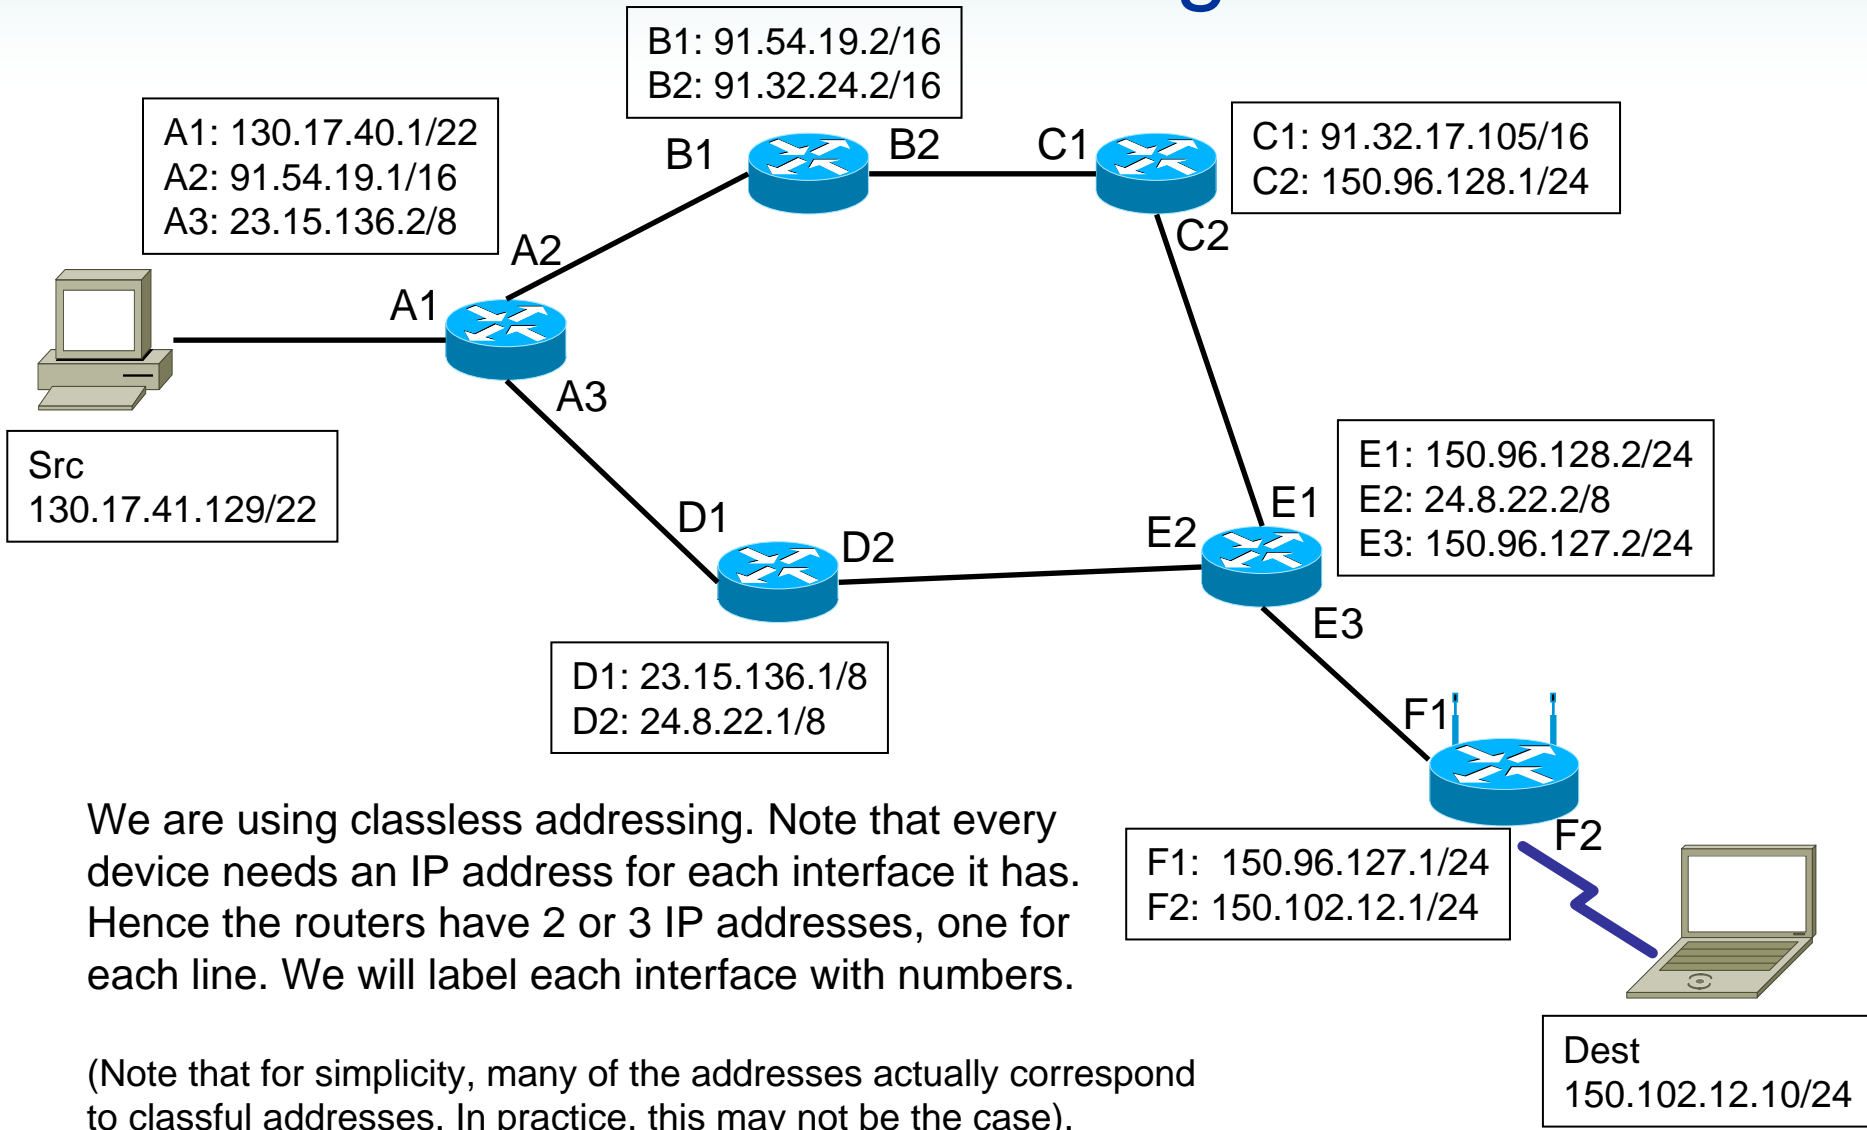 B1: 91.54.19.2/16
B2: 91.32.24.2/16
A1: 130.17.40.1/22
A2: 91.54.19.1/16
A3: 23.15.136.2/8
B1
B2
C1
C1: 91.32.17.105/16
C2: 150.96.128.1/24
A2
C2
A1
A3
Src
130.17.41.129/22
E1: 150.96.128.2/24
E2: 24.8.22.2/8
E3: 150.96.127.2/24
D1
D2
E2
E1
E3
D1: 23.15.136.1/8
D2: 24.8.22.1/8
F1
F2
F1: 150.96.127.1/24
F2: 150.102.12.1/24
We are using classless addressing. Note that every
device needs an IP address for each interface it has.
Hence the routers have 2 or 3 IP addresses, one for
each line. We will label each interface with numbers.
(Note that for simplicity, many of the addresses actually correspond
to classful addresses. In practice, this may not be the case).
Dest
150.102.12.10/24